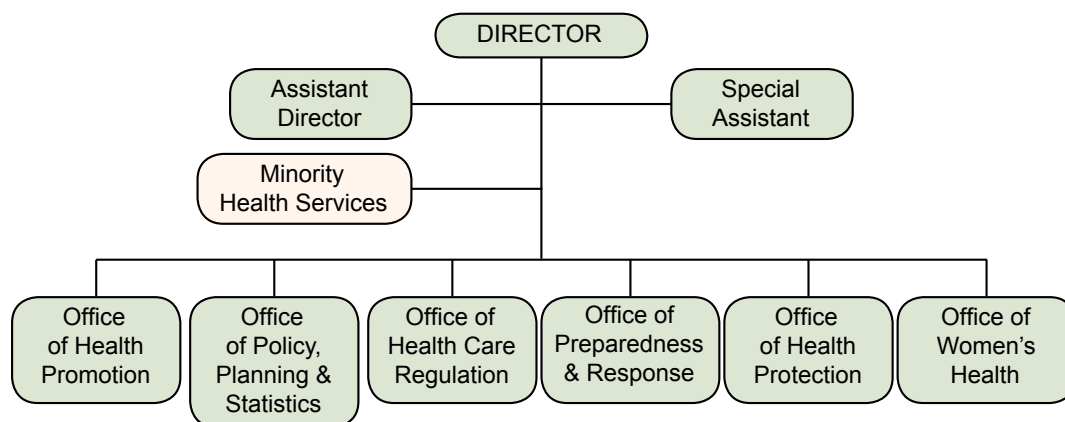 DIRECTOR
Assistant
Director
Special
Assistant
Minority
Health Services
Office
of Health
Promotion
Office
of Policy,
Planning &
Statistics
Office of
Health Care
Regulation
Office of
Preparedness
& Response
Office
of Health
Protection
Office of
Women’s
Health